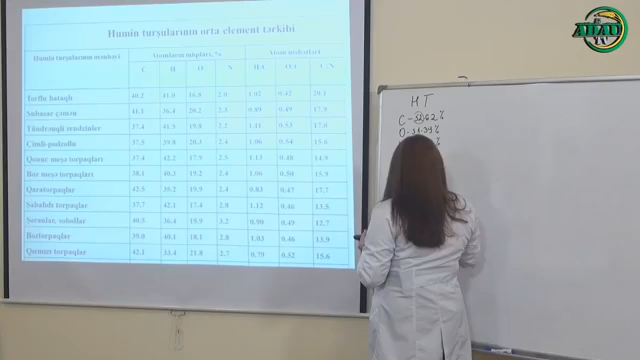 ADAU
TV
Humin turşularının orta element tərkibi
Humin turşularının mənbəyi Atomların miqdarı, % Atom nisbətləri
C H O N H:A O:A C:N
Torflu bataqlı 40.2 41.0 16.8 2.0 1.02 0.42 20.1
Subasar çəmən 41.1 36.4 20.2 2.3 0.89 0.49 17.9
Tünd 37.4 41.5 19.8 2.2 1.11 0.53 17.0
Çimli-podzollu 37.5 39.8 20.3 2.4 1.06 0.54 15.6
Qonur meşə torpaqları 37.4 42.2 17.9 2.5 1.13 0.48 14.9
Boz meşə torpaqları 38.1 40.3 19.2 2.4 1.06 0.50 15.9
Qaratorpaqlar 42.5 35.2 19.9 2.4 0.83 0.47 17.7
Şabalıdı torpaqlar 37.7 42.1 17.4 2.8 1.12 0.46 13.5
Şoranlar, 40.5 36.4 19.9 3.2 0.90 0.49 12.7
Boztorpaqlar 39.0 40.1 18.1 2.8 1.03 0.46 13.9
Qırmızı torpaqlar 42.1 33.4 21.8 2.7 0.79 0.52 15.6
HT
C - 52-62%
O - 31-39%
%